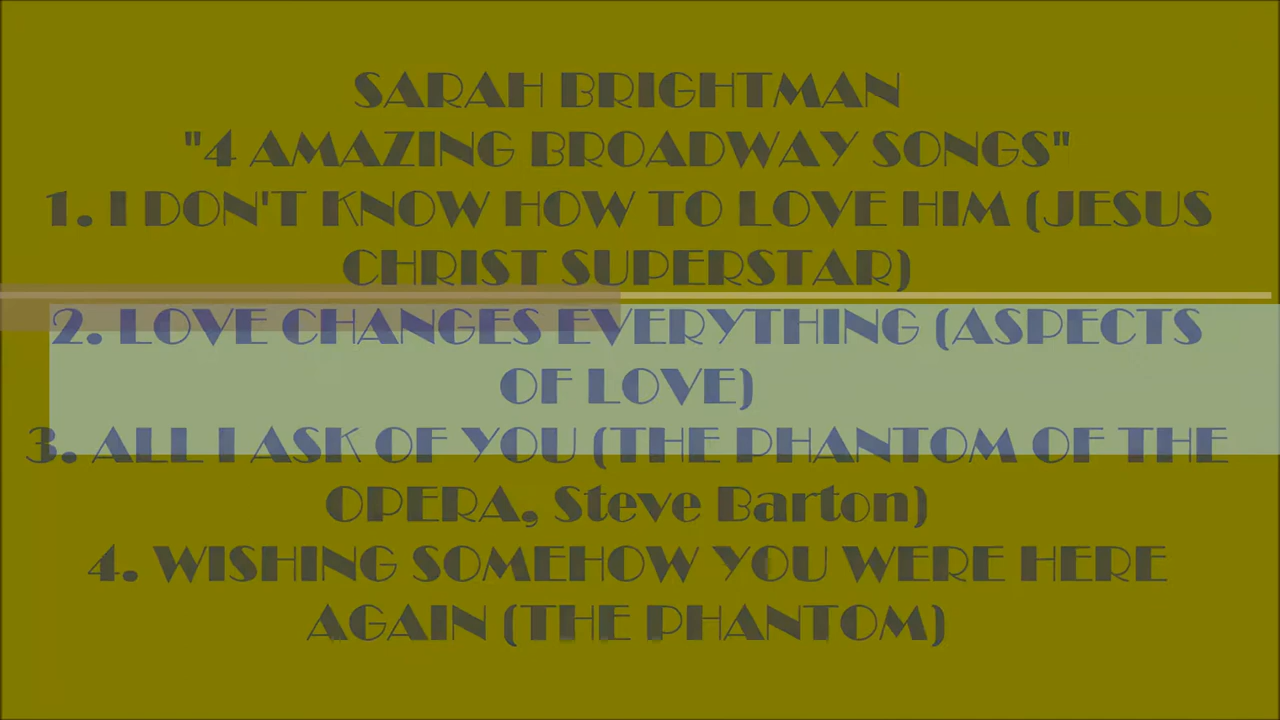 SARAH BRIGHTMAN
"4 AMAZING BROADWAY SONGS"
1. I DON'T KNOW HOW TO LOVE HIM (JESUS
CHRIST SUPERSTAR)
2. LOVE CHANGES EVERYTHING (ASPECTS
OF LOVE)
3. ALL I ASK OF YOU (THE PHANTOM OF THE
OPERA, Steve Barton)
4. WISHING SOMEHOW YOU WERE HERE
AGAIN (THE PHANTOM)